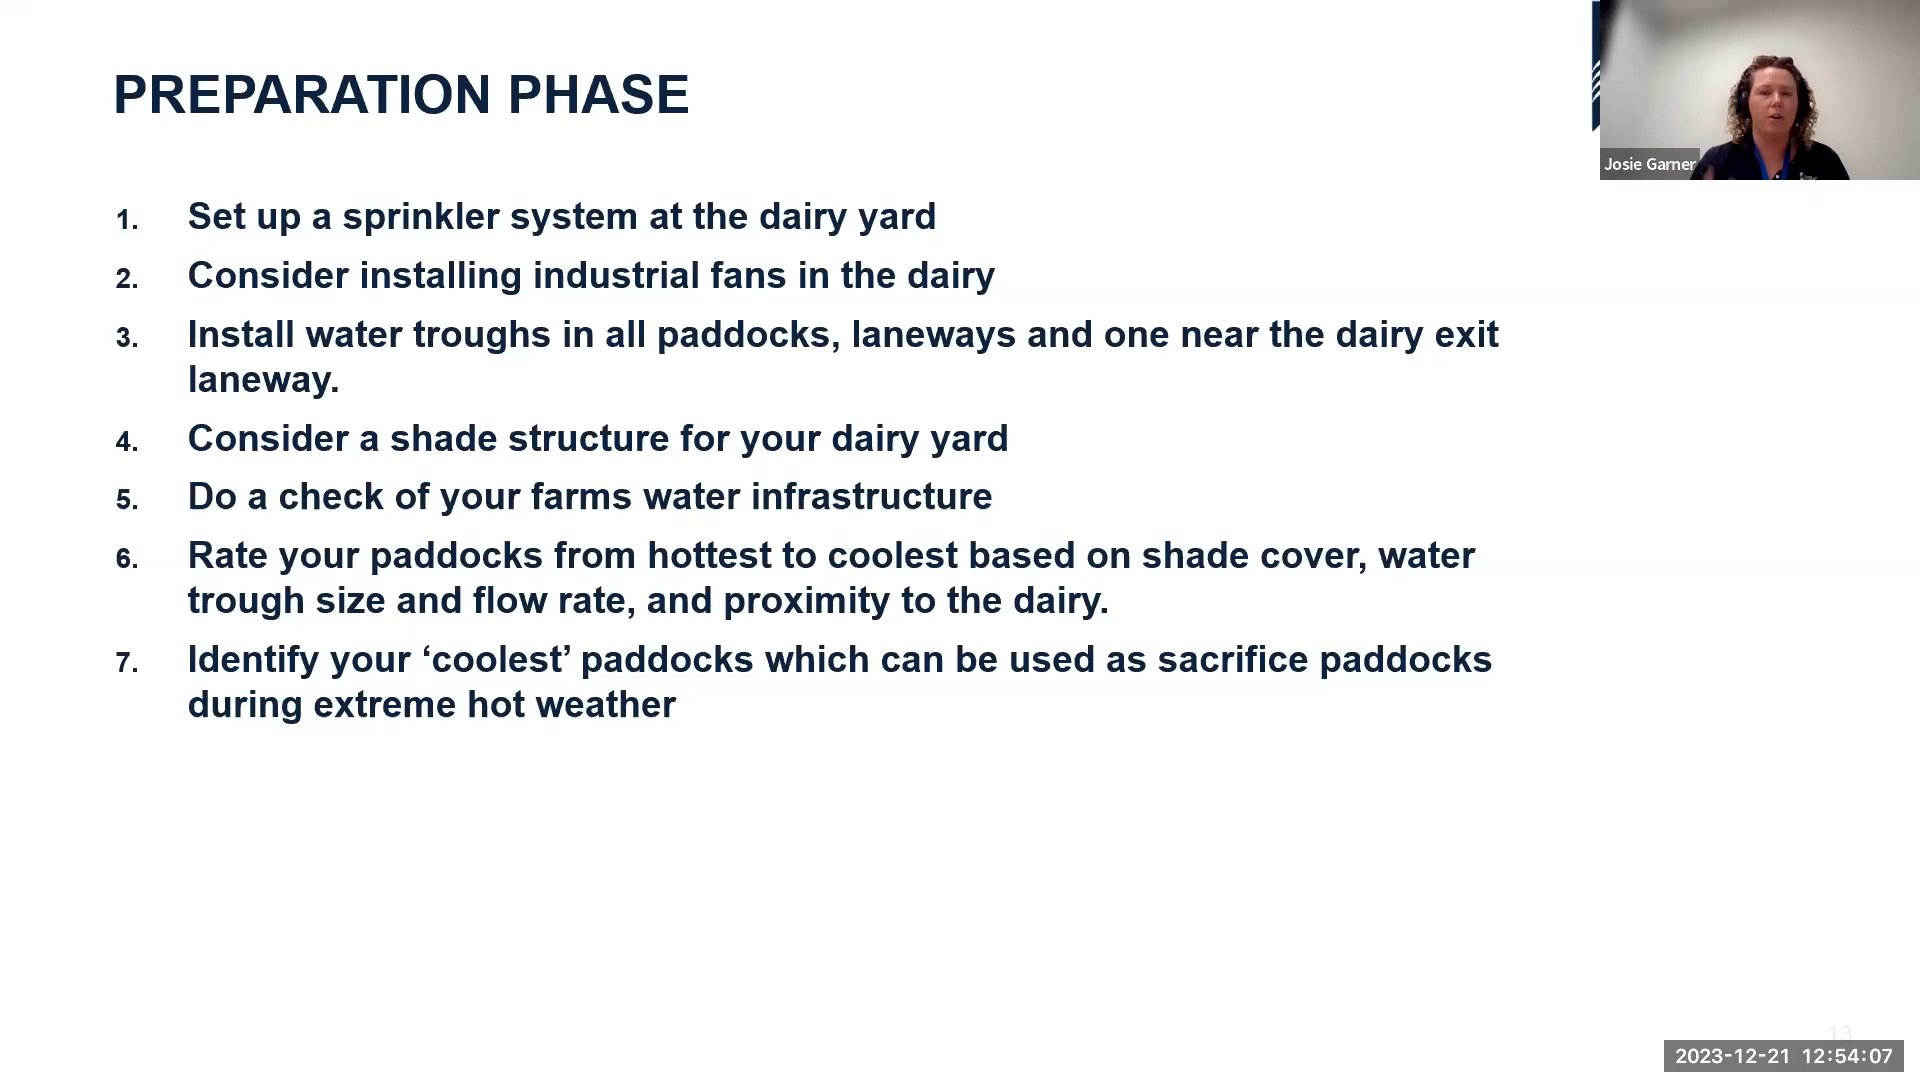 PREPARATION PHASE
Josie Garner
1. Set up a sprinkler system at the dairy yard
2. Consider installing industrial fans in the dairy
3. Install water troughs in all paddocks, laneways and one near the dairy exit
laneway.
4. Consider a shade structure for your dairy yard
5. Do a check of your farms water infrastructure
6. Rate your paddocks from hottest to coolest based on shade cover, water
trough size and flow rate, and proximity to the dairy.
7. Identify your ‘coolest’ paddocks which can be used as sacrifice paddocks
during extreme hot weather
13
2023-12-21 12:54:07